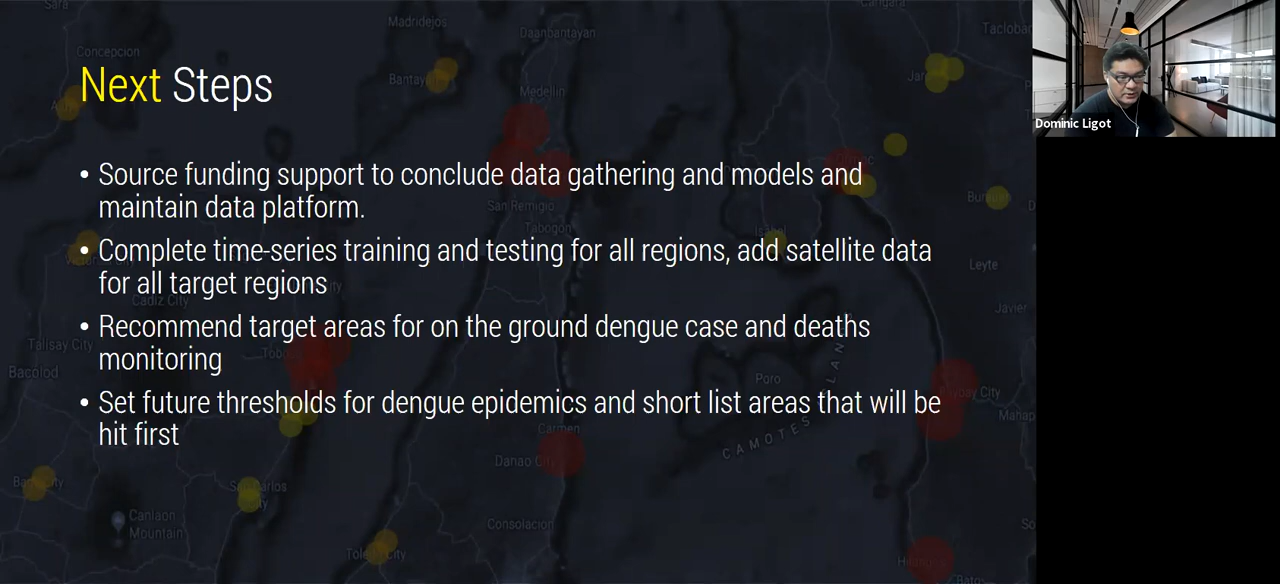 Next Steps
• Source funding support to conclude data gathering and models and
maintain data platform.
• Complete time-series training and testing for all regions, add satellite data
for all target regions
• Recommend target areas for on the ground dengue case and deaths
monitoring
• Set future thresholds for dengue epidemics and short list areas that will be
hit first
Dominic Ligot
Sara
Madridejos
Daanbantayan
Concepcion
Medellin
San Remigio
Tabogon
Isabel
Leyte
Javier
Cadiz City
Talisay City
Bacolod
Poro
CAMOTES
Carmen
Danao City
Canlaon
Mountain
Consolacion